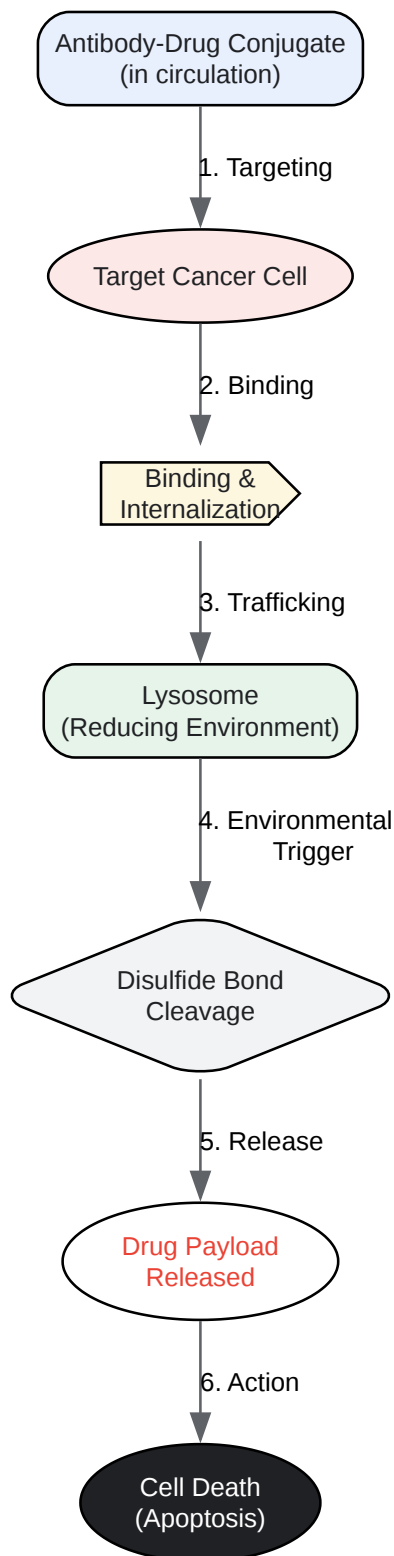 Antibody-Drug Conjugate
(in circulation)
1. Targeting
Target Cancer Cell
2. Binding
Binding &
Internalization
3. Trafficking
Lysosome
(Reducing Environment)
4. Environmental
Trigger
Disulfide Bond
Cleavage
5. Release
Drug Payload
Released
6. Action
Cell Death
(Apoptosis)